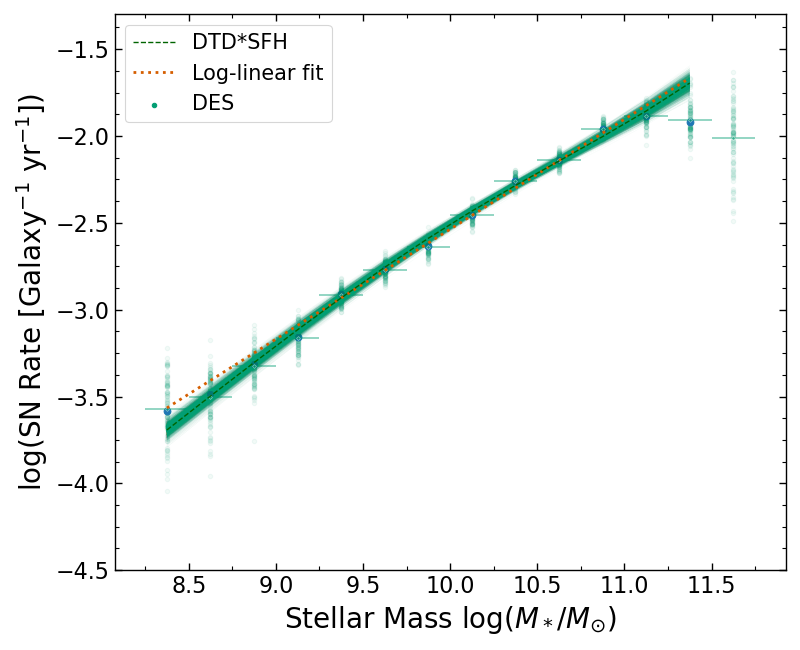 DTD*SFH
Log-linear fit
DES
−1.5
−2.0
−2.5
−3.0
−3.5
−4.0
−4.5
log(SN Rate [Galaxy⁻¹ yr⁻¹])
8.5 9.0 9.5 10.0 10.5 11.0 11.5
Stellar Mass log(M∗/M⊙)